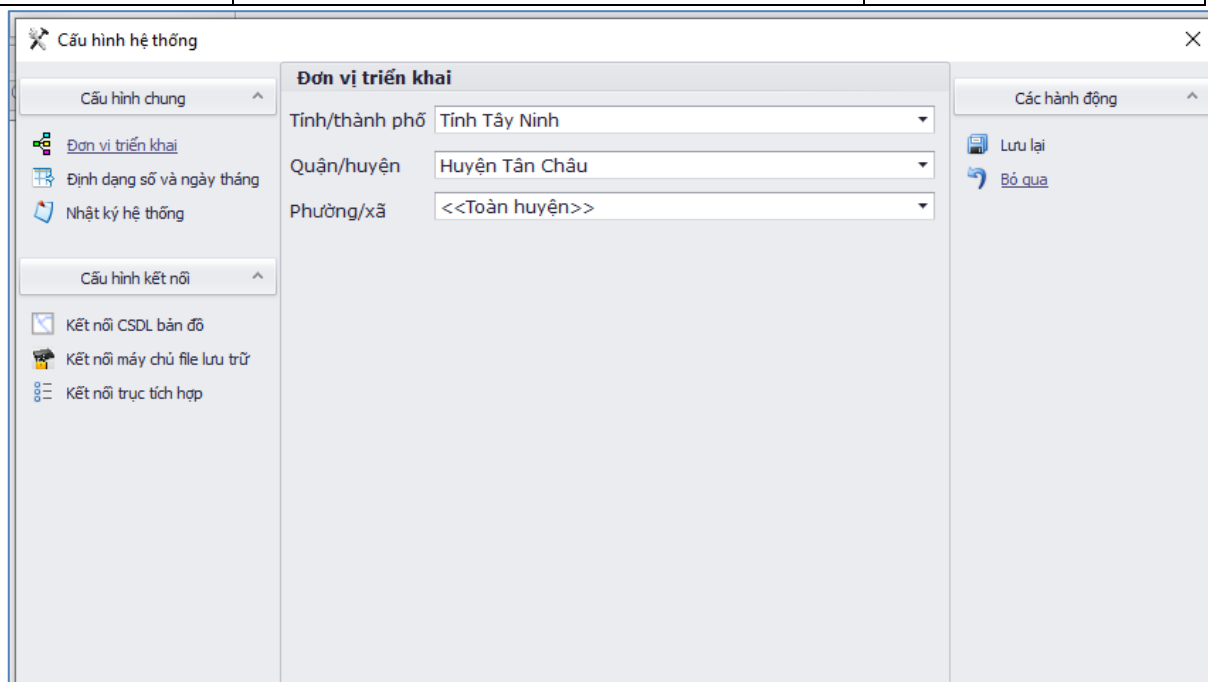 Cấu hình hệ thống
Cấu hình chung
Đơn vị triển khai
Định dạng số và ngày tháng
Nhật ký hệ thống
Cấu hình kết nối
Kết nối CSDL bản đồ
Kết nối máy chủ file lưu trữ
Kết nối trục tích hợp
Đơn vị triển khai
Tỉnh/thành phố Tỉnh Tây Ninh
Quận/huyện Huyện Tân Châu
Phường/xã <<Toàn huyện>>
Các hành động
Lưu lại
Bỏ qua